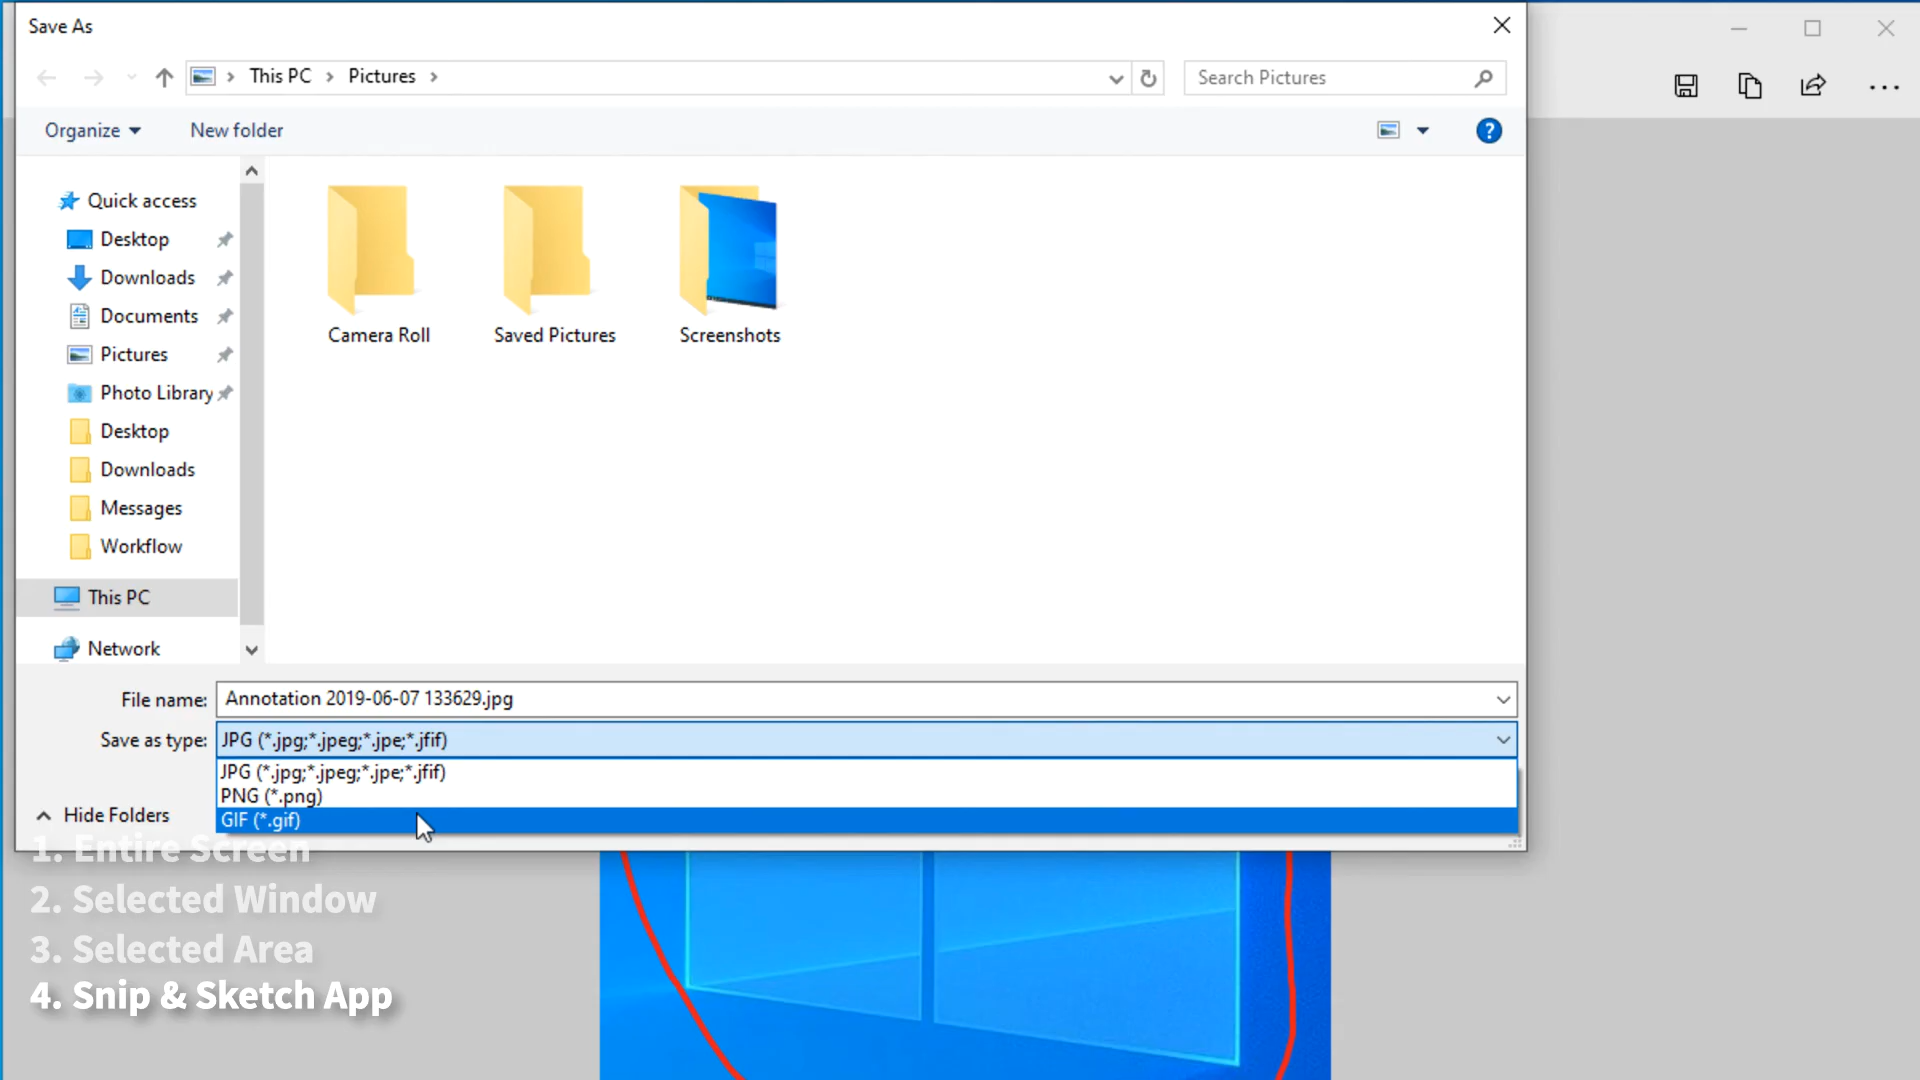 Save As
This PC
Pictures
Search Pictures
Organize
New folder
?
Quick access
Desktop
Downloads
Documents
Pictures
Photo Library
Desktop
Downloads
Messages
Workflow
This PC
Network
Camera Roll
Saved Pictures
Screenshots
File name:
Annotation 2019-06-07 133629.jpg
Save as type:
JPG (*.jpg;*.jpeg;*.jpe;*.jfif)
JPG (*.jpg;*.jpeg;*.jpe;*.jfif)
PNG (*.png)
GIF (*.gif)
Hide Folders
1. Entire Screen
2. Selected Window
3. Selected Area
4. Snip & Sketch App